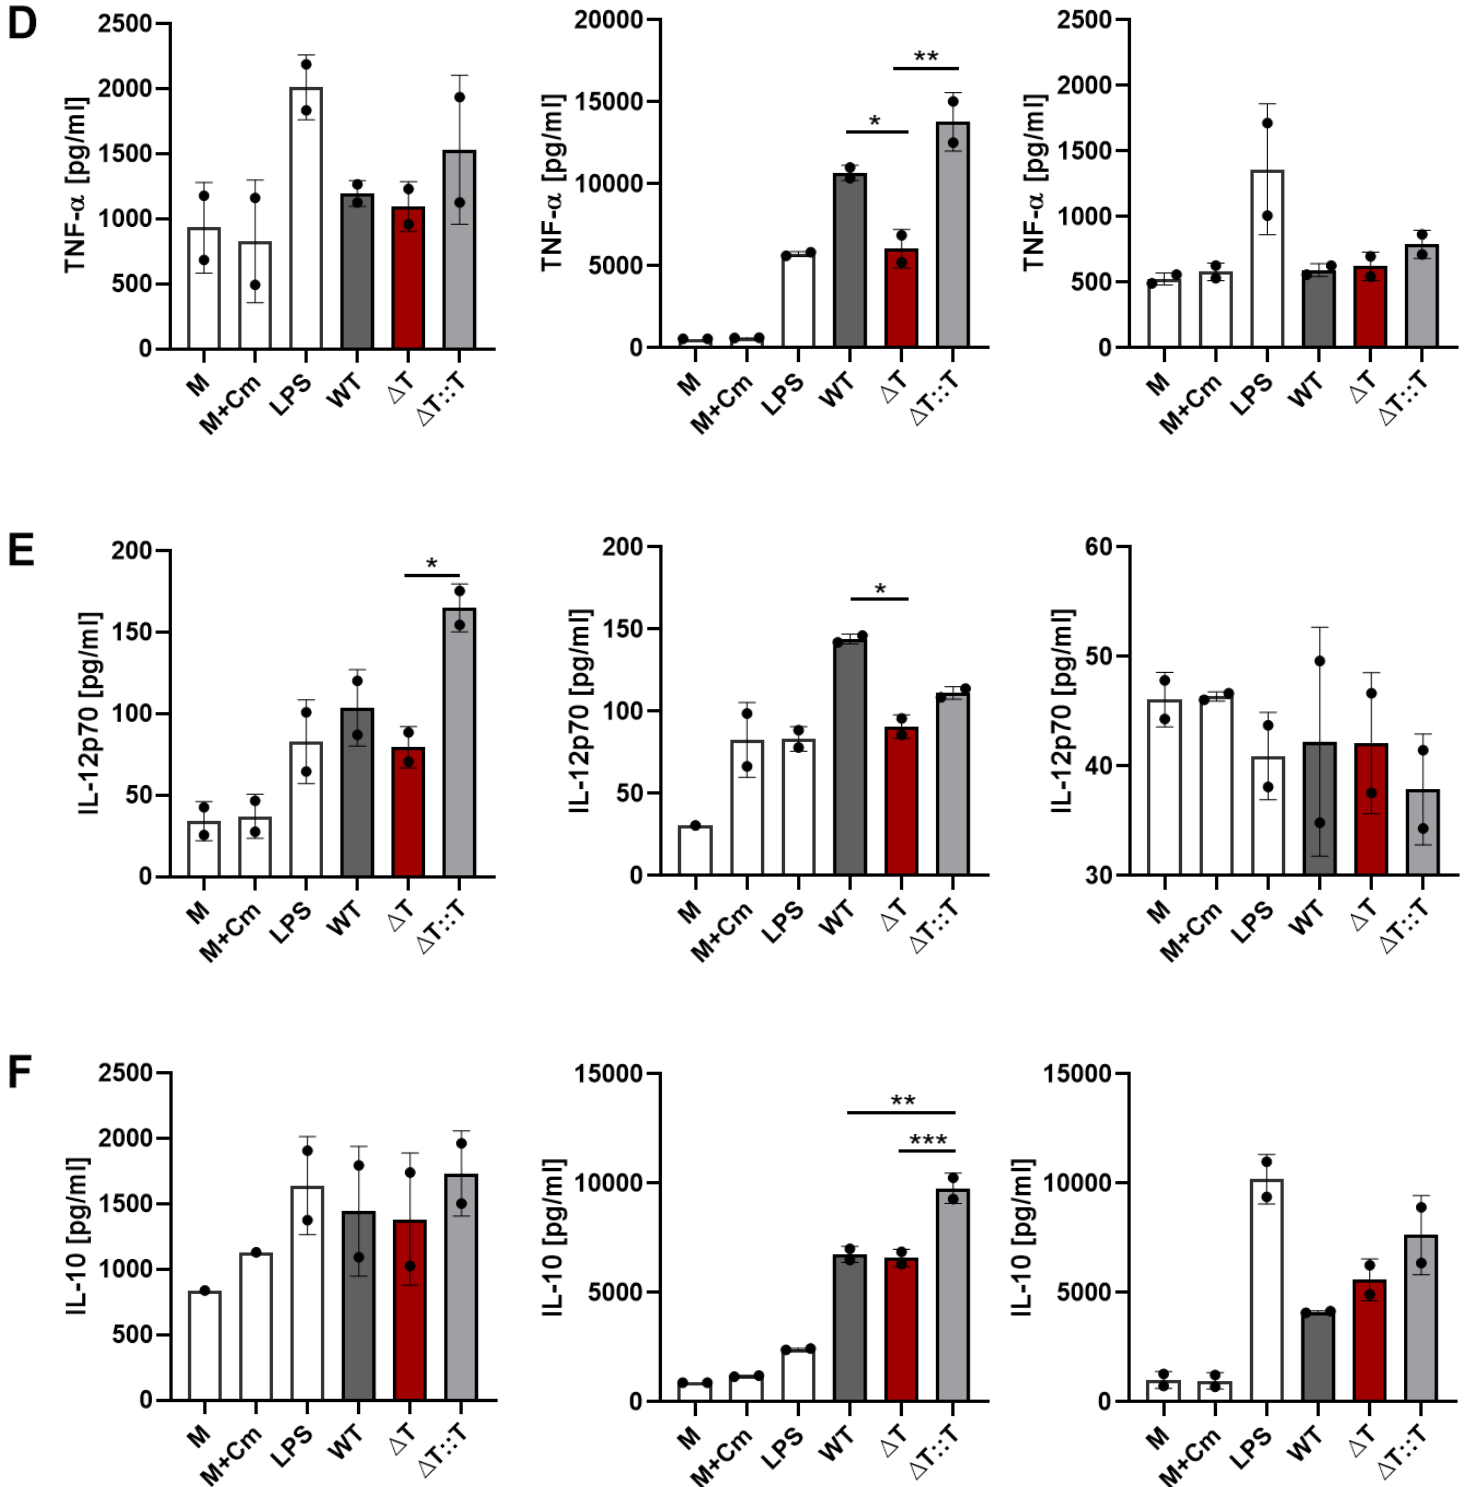 D
TNF-α [pg/ml]
2500
2000
1500
1000
500
0
M
M+Cm
LPS
WT
ΔT
ΔT::T
TNF-α [pg/ml]
20000
15000
10000
5000
0
*
**
M
M+Cm
LPS
WT
ΔT
ΔT::T
TNF-α [pg/ml]
2500
2000
1500
1000
500
0
M
M+Cm
LPS
WT
ΔT
ΔT::T
E
IL-12p70 [pg/ml]
200
150
100
50
0
*
M
M+Cm
LPS
WT
ΔT
ΔT::T
IL-12p70 [pg/ml]
200
150
100
50
0
*
M
M+Cm
LPS
WT
ΔT
ΔT::T
IL-12p70 [pg/ml]
60
50
40
30
M
M+Cm
LPS
WT
ΔT
ΔT::T
F
IL-10 [pg/ml]
2500
2000
1500
1000
500
0
M
M+Cm
LPS
WT
ΔT
ΔT::T
IL-10 [pg/ml]
15000
10000
5000
0
**
***
M
M+Cm
LPS
WT
ΔT
ΔT::T
IL-10 [pg/ml]
15000
10000
5000
0
M
M+Cm
LPS
WT
ΔT
ΔT::T